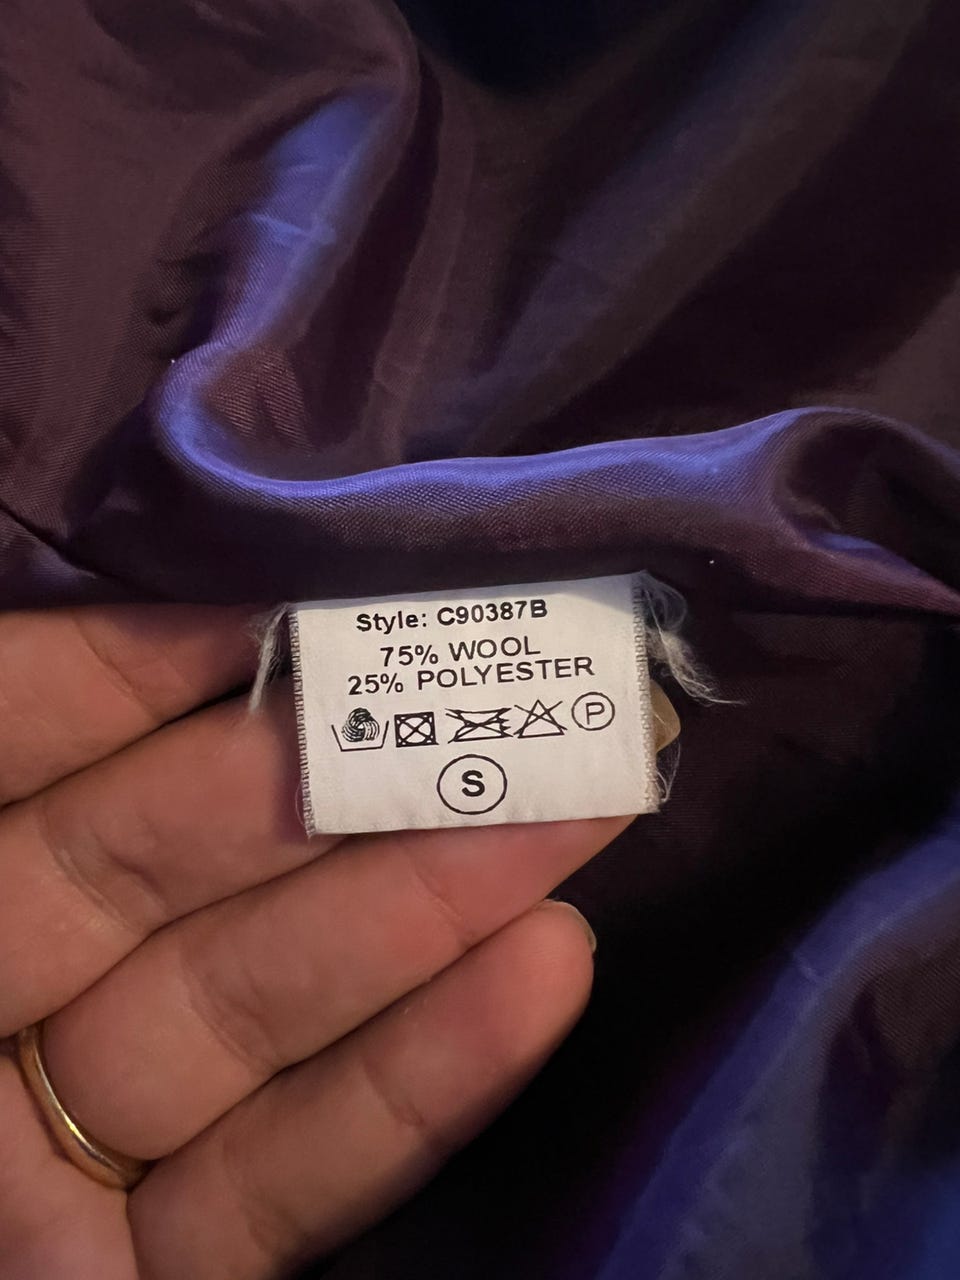 Style: C90387B
75% WOOL
25% POLYESTER
P
S